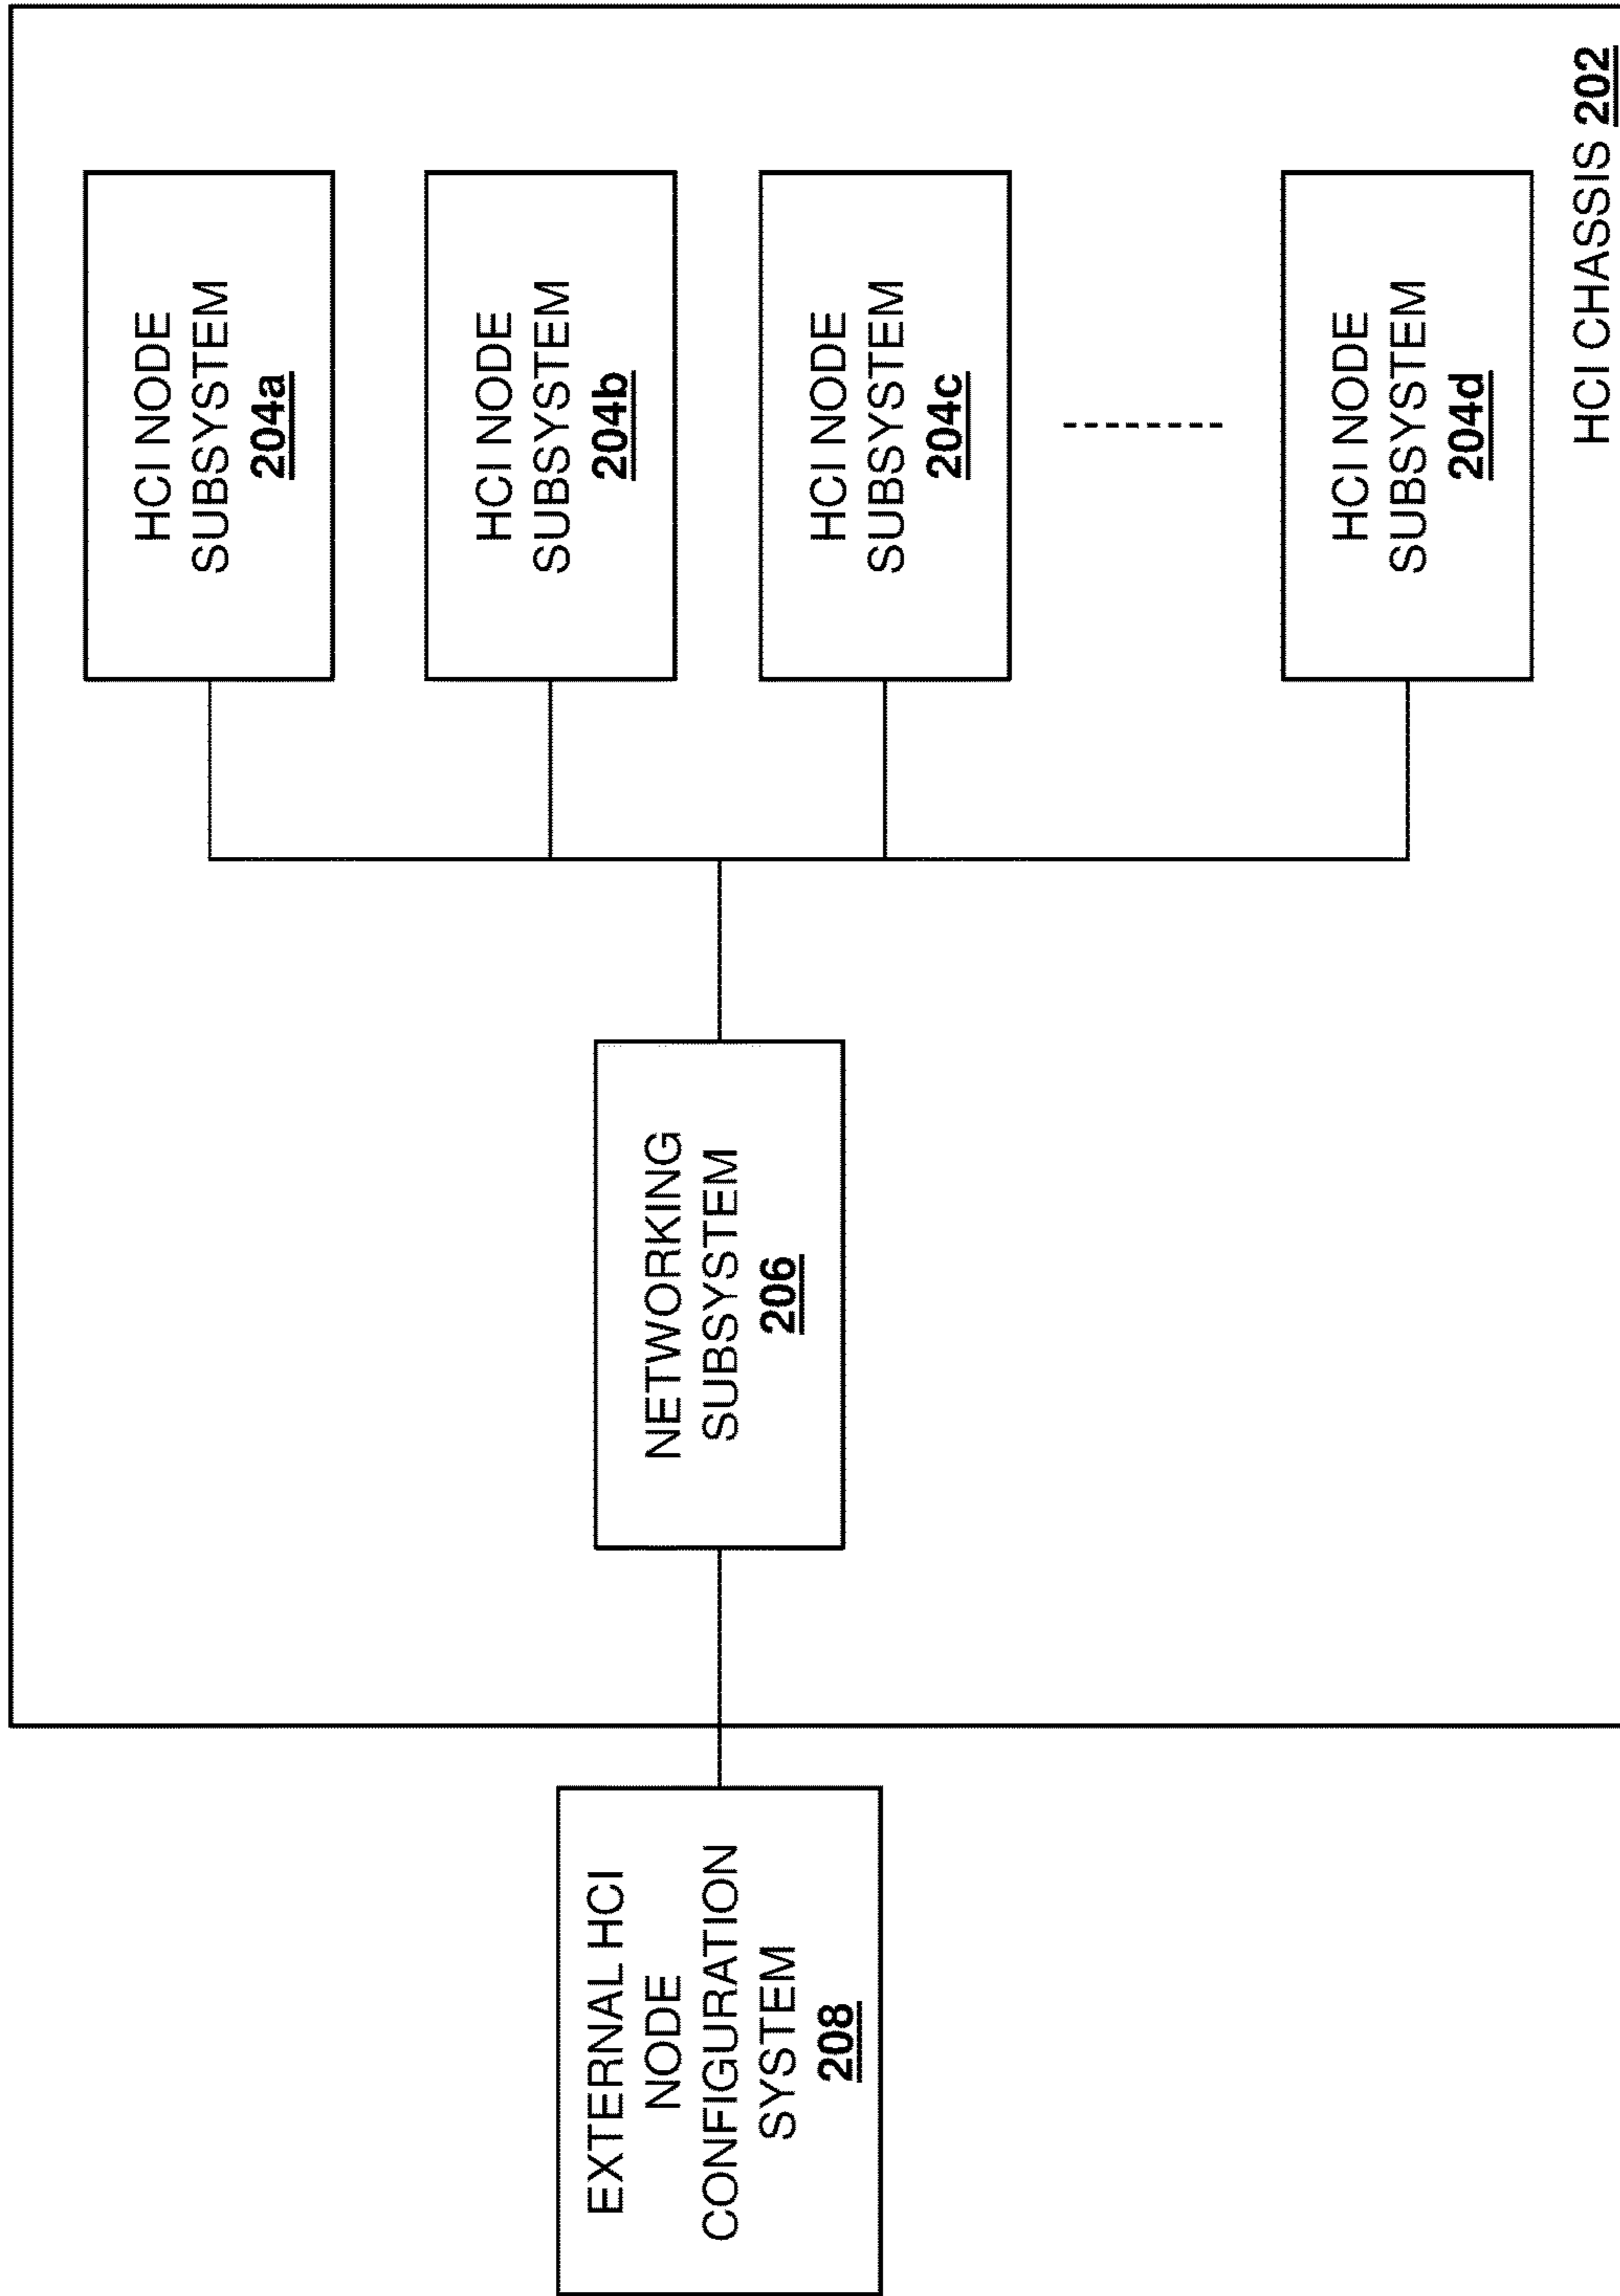 EXTERNAL HCI
NODE
CONFIGURATION
SYSTEM
208
NETWORKING
SUBSYSTEM
206
HCI NODE
SUBSYSTEM
204a
HCI NODE
SUBSYSTEM
204b
HCI NODE
SUBSYSTEM
204c
HCI NODE
SUBSYSTEM
204d
HCI CHASSIS 202